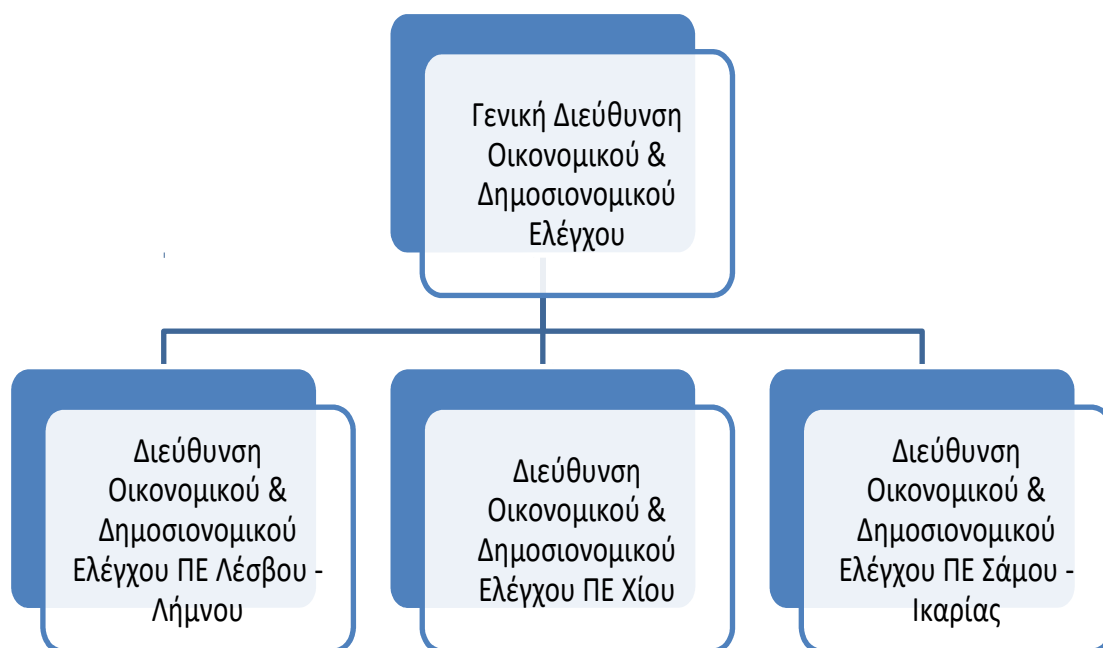 Γενική Διεύθυνση
Οικονομικού &
Δημοσιονομικού
Ελέγχου
Διεύθυνση
Οικονομικού &
Δημοσιονομικού
Ελέγχου ΠΕ Λέσβου -
Λήμνου
Διεύθυνση
Οικονομικού &
Δημοσιονομικού
Ελέγχου ΠΕ Χίου
Διεύθυνση
Οικονομικού &
Δημοσιονομικού
Ελέγχου ΠΕ Σάμου -
Ικαρίας